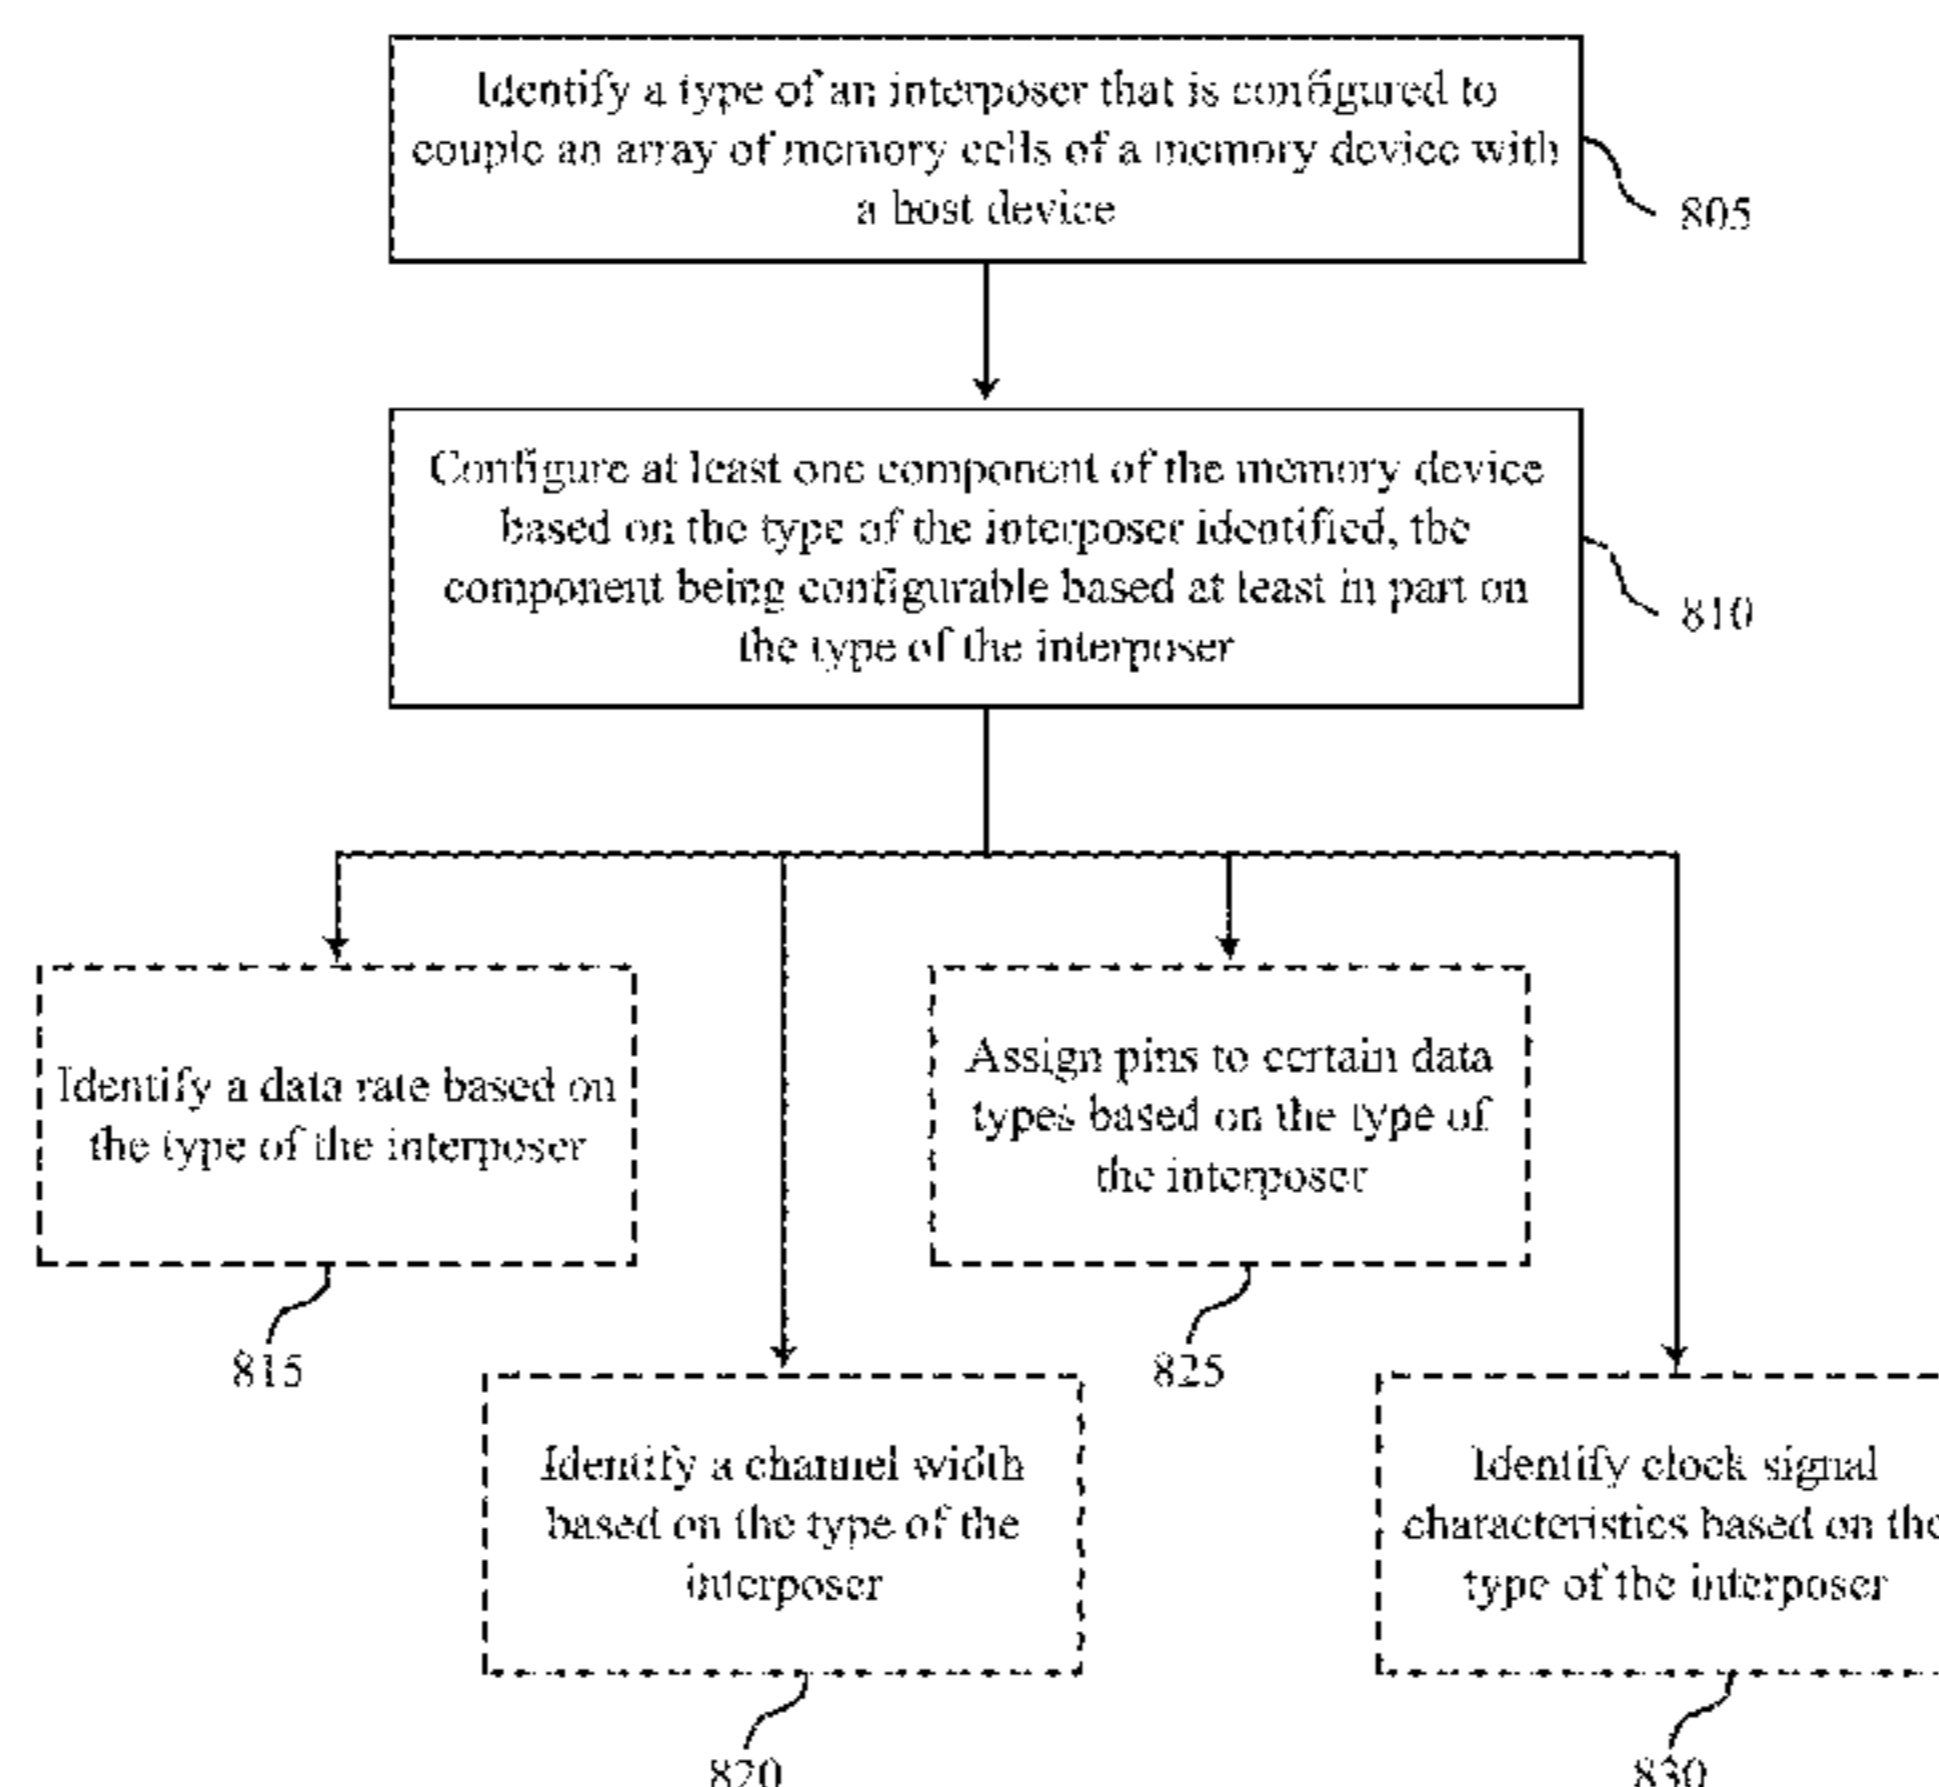 Identify a type of an interposer that is configured to
couple an array of memory cells of a memory device with
a host device
805
Configure at least one component of the memory device
based on the type of the interposer identified, the
component being configurable based at least in part on
the type of the interposer
810
Identify a data rate based on
the type of the interposer
815
Identify a channel width
based on the type of the
interposer
820
Assign pins to certain data
types based on the type of
the interposer
825
Identify clock signal
characteristics based on the
type of the interposer
830